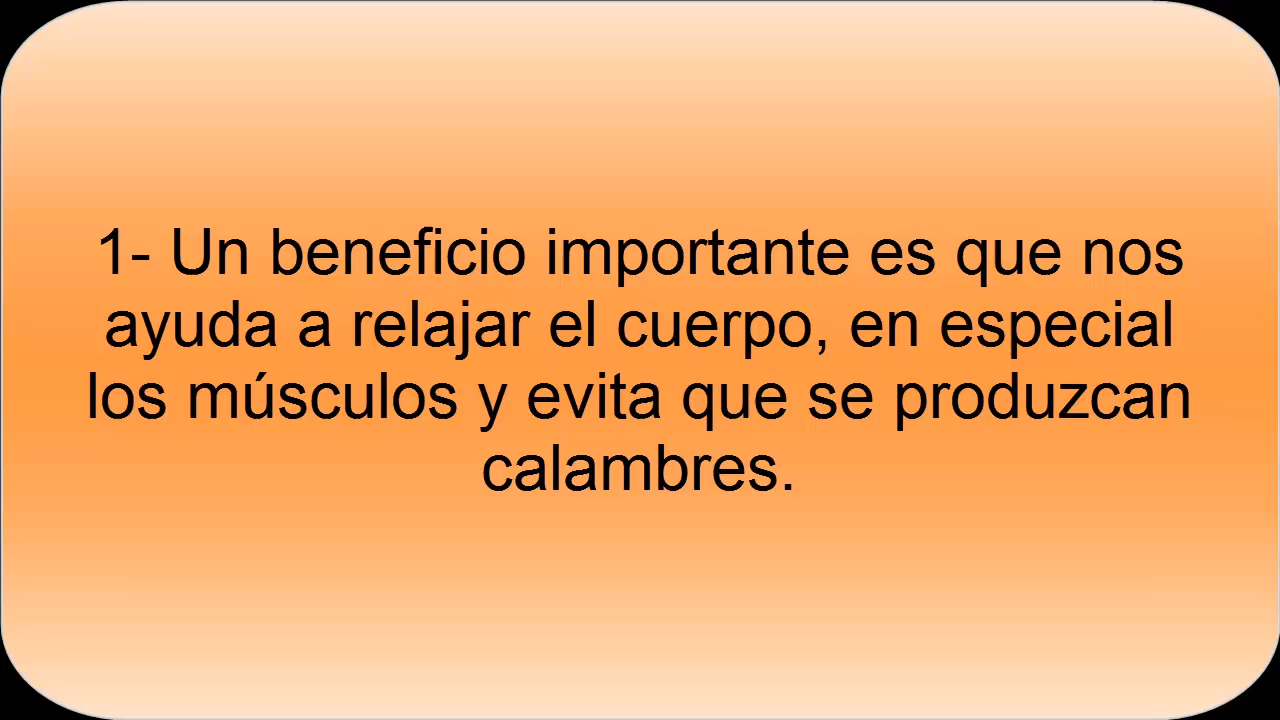 1- Un beneficio importante es que nos
ayuda a relajar el cuerpo, en especial
los músculos y evita que se produzcan
calambres.